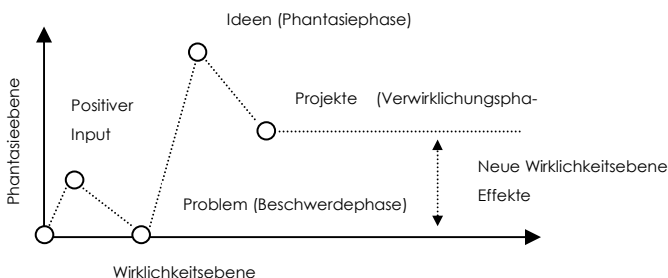 Ideen (Phantasiephase)
Phantasieebene
Positiver
Input
Projekte (Verwirklichungspha-
Neue Wirklichkeitsebene
Effekte
Problem (Beschwerdephase)
Wirklichkeitsebene